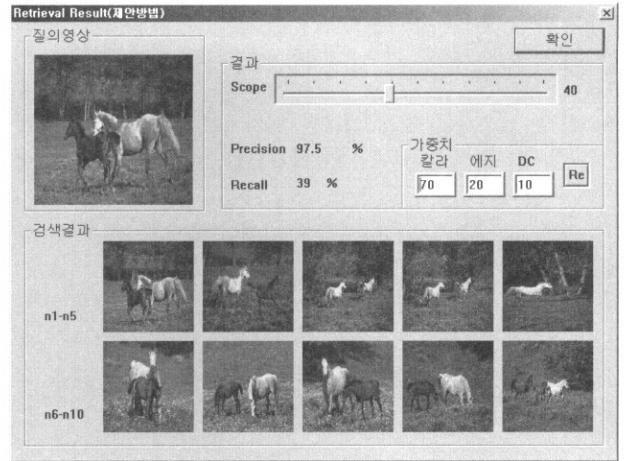 Retrieval Result(제안방법)
질의영상
확인
결과
Scope 40
Precision 97.5 %
Recall 39 %
가중치
칼라 에지 DC
70 20 10 Re
검색결과
n1-n5
n6-n10